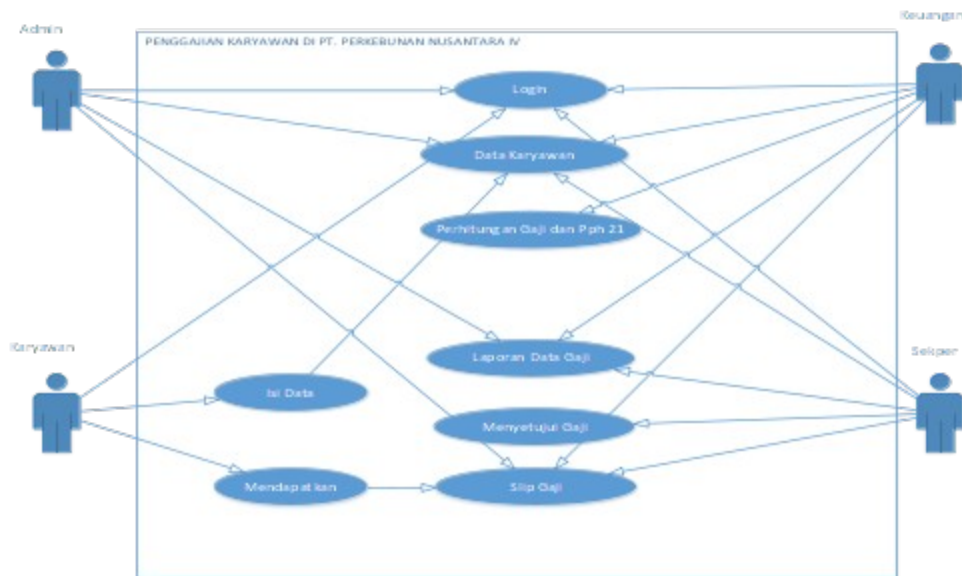 Admin
Keuangan
PENGGAJIAN KARYAWAN DI PT. PERKEBUNAN NUSANTARA IV
Login
Data Karyawan
Perhitungan Gaji dan Pph 21
Karyawan
Laporan Data Gaji
Sekper
Isi Data
Menyetujui Gaji
Mendapatkan
Slip Gaji